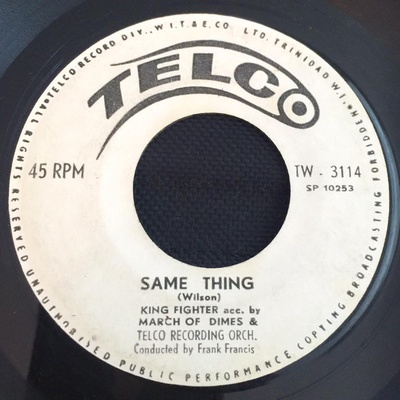 TELCO RECORD DIV., W.I.T. & E. CO. LTD. TRINIDAD W.I.
TELCO
45 RPM
TW - 3114
SP 10253
SAME THING
(Wilson)
KING FIGHTER acc. by
MARCH OF DIMES &
TELCO RECORDING ORCH.
Conducted by Frank Francis
ALL RIGHTS RESERVED UNAUTHORISED PUBLIC PERFORMANCE, COPYING BROADCASTING FORBIDDEN